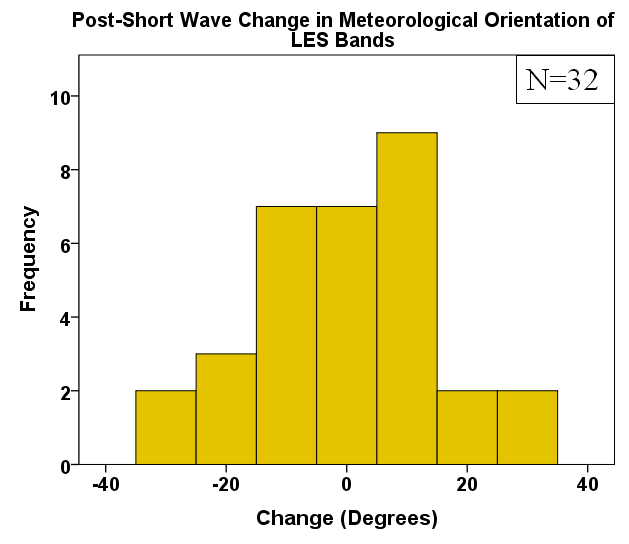 Post-Short Wave Change in Meteorological Orientation of
LES Bands
N=32
10
8
6
4
2
0
Frequency
-40 -20 0 20 40
Change (Degrees)